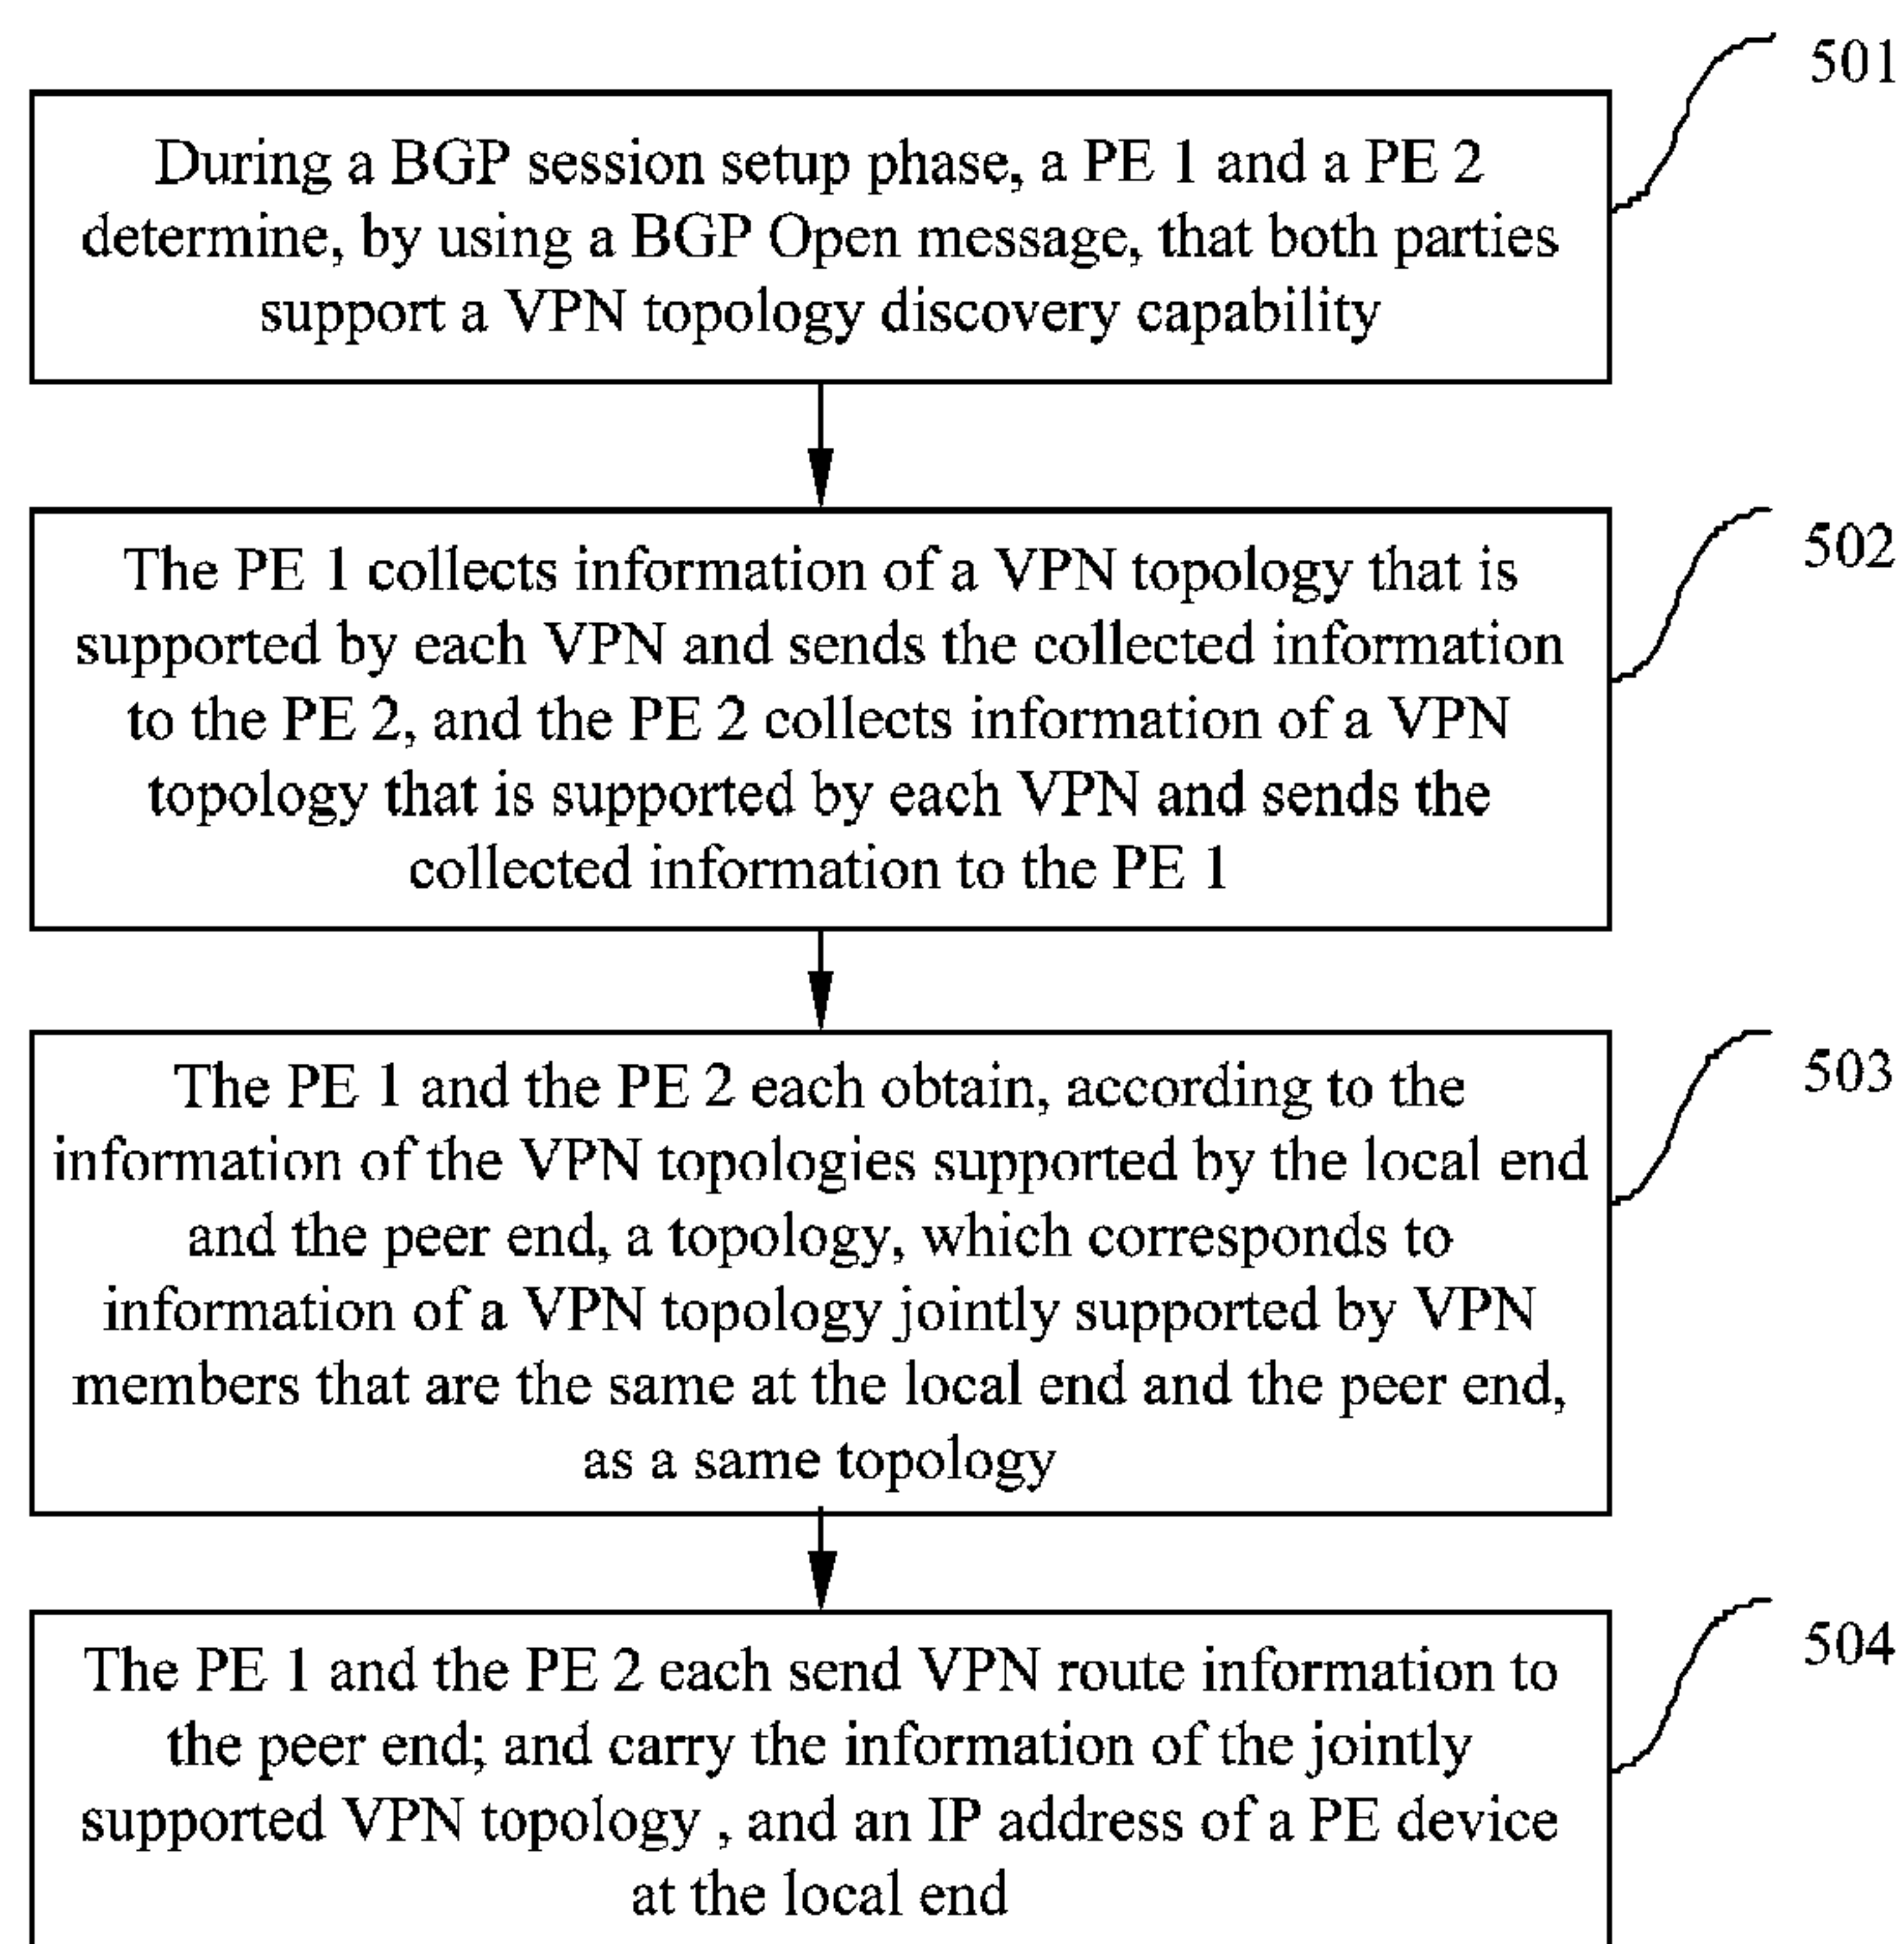 501
During a BGP session setup phase, a PE 1 and a PE 2
determine, by using a BGP Open message, that both parties
support a VPN topology discovery capability
502
The PE 1 collects information of a VPN topology that is
supported by each VPN and sends the collected information
to the PE 2, and the PE 2 collects information of a VPN
topology that is supported by each VPN and sends the
collected information to the PE 1
503
The PE 1 and the PE 2 each obtain, according to the
information of the VPN topologies supported by the local end
and the peer end, a topology, which corresponds to
information of a VPN topology jointly supported by VPN
members that are the same at the local end and the peer end,
as a same topology
504
The PE 1 and the PE 2 each send VPN route information to
the peer end; and carry the information of the jointly
supported VPN topology , and an IP address of a PE device
at the local end